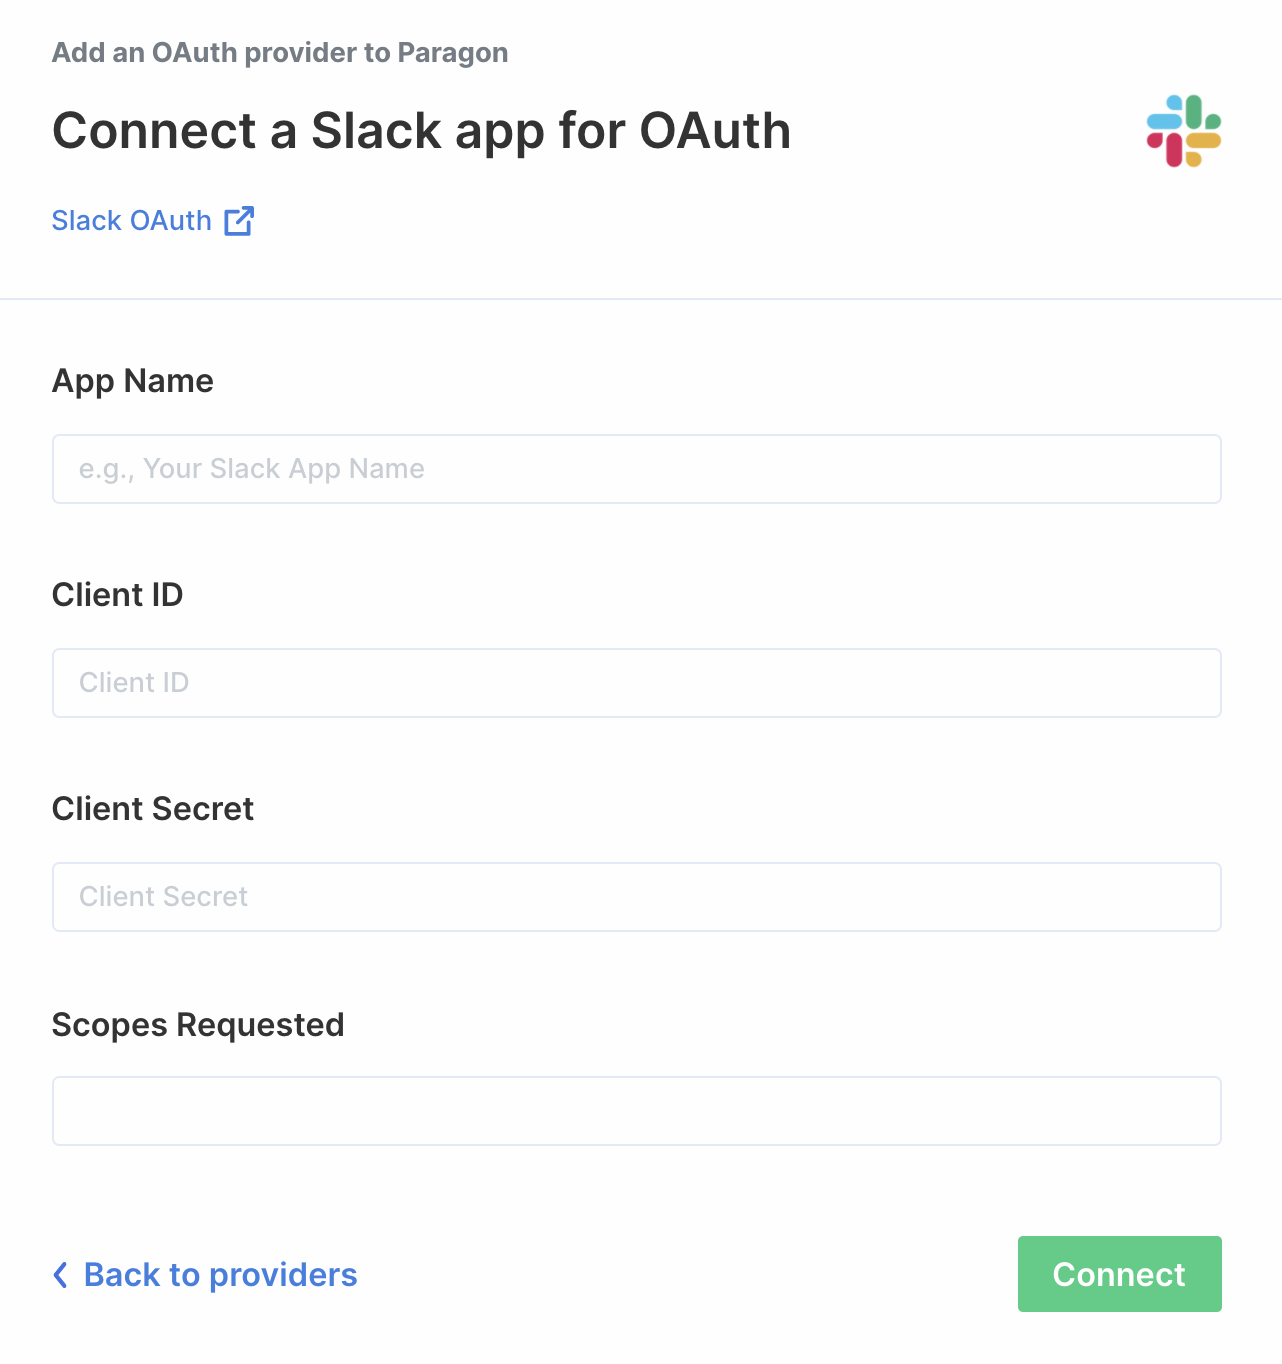 Add an OAuth provider to Paragon
Connect a Slack app for OAuth
Slack OAuth
App Name
e.g., Your Slack App Name
Client ID
Client ID
Client Secret
Client Secret
Scopes Requested
Back to providers
Connect